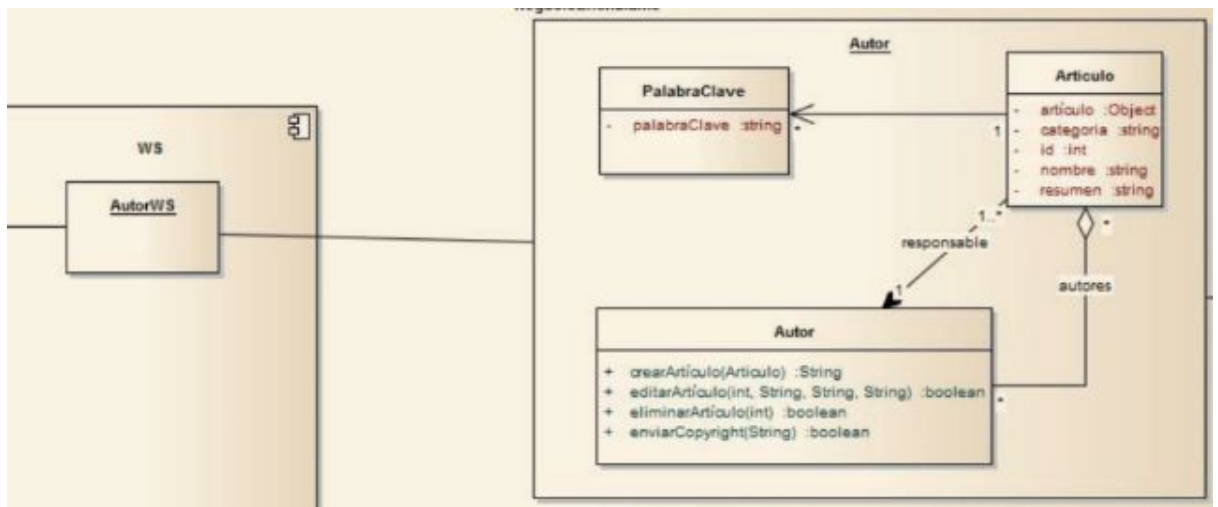 WS
AutorWS
Autor
PalabraClave
- palabraClave :string
*
1
Articulo
- artículo :Object
- categoria :string
- id :int
- nombre :string
- resumen :string
1..*
responsable
1
*
autores
*
Autor
+ crearArtículo(Articulo) :String
+ editarArtículo(int, String, String, String) :boolean
+ eliminarArtículo(int) :boolean
+ enviarCopyright(String) :boolean